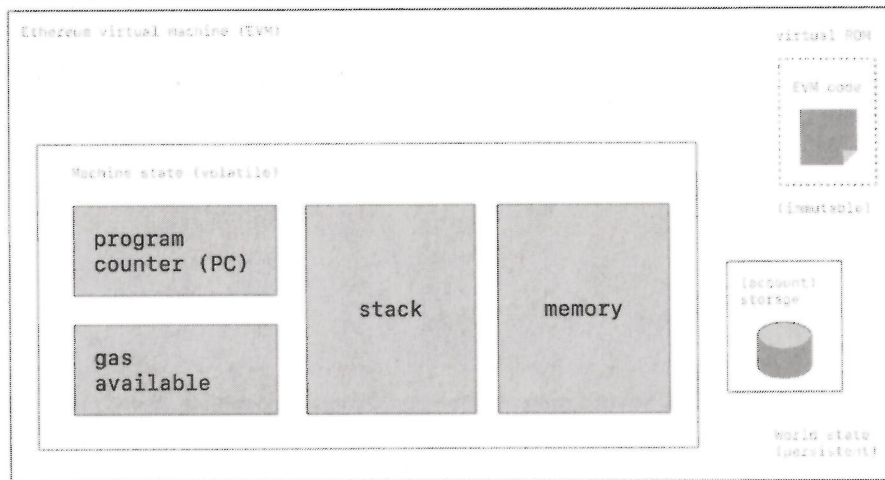 Ethereum virtual machine (EVM)
virtual ROM
EVM code
(immutable)
Machine state (volatile)
program
counter (PC)
gas
available
stack
memory
(account)
storage
World state
(persistent)